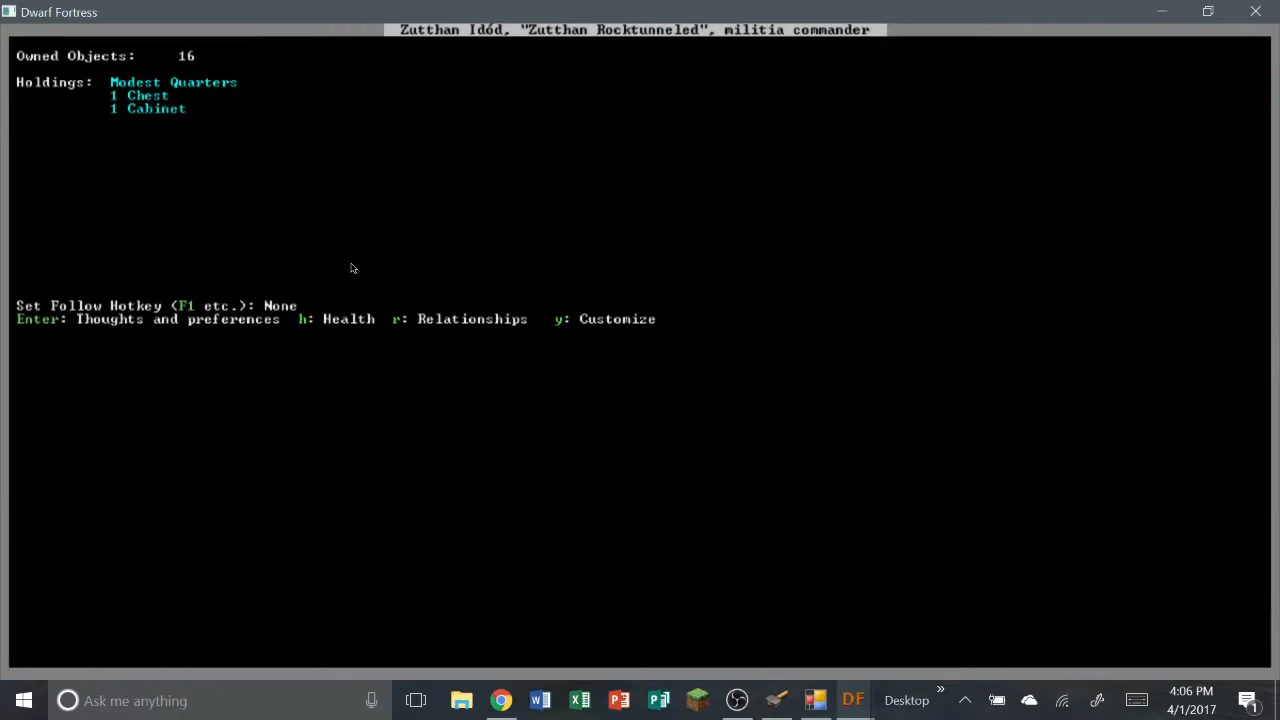 Dwarf Fortress
Zutthan Idód, "Zutthan Rocktunneled", militia commander
Owned Objects: 16
Holdings: Modest Quarters
1 Chest
1 Cabinet
Set Follow Hotkey (F1 etc.): None
Enter: Thoughts and preferences h: Health r: Relationships y: Customize
Ask me anything
DF
Desktop
4:06 PM
4/1/2017
1